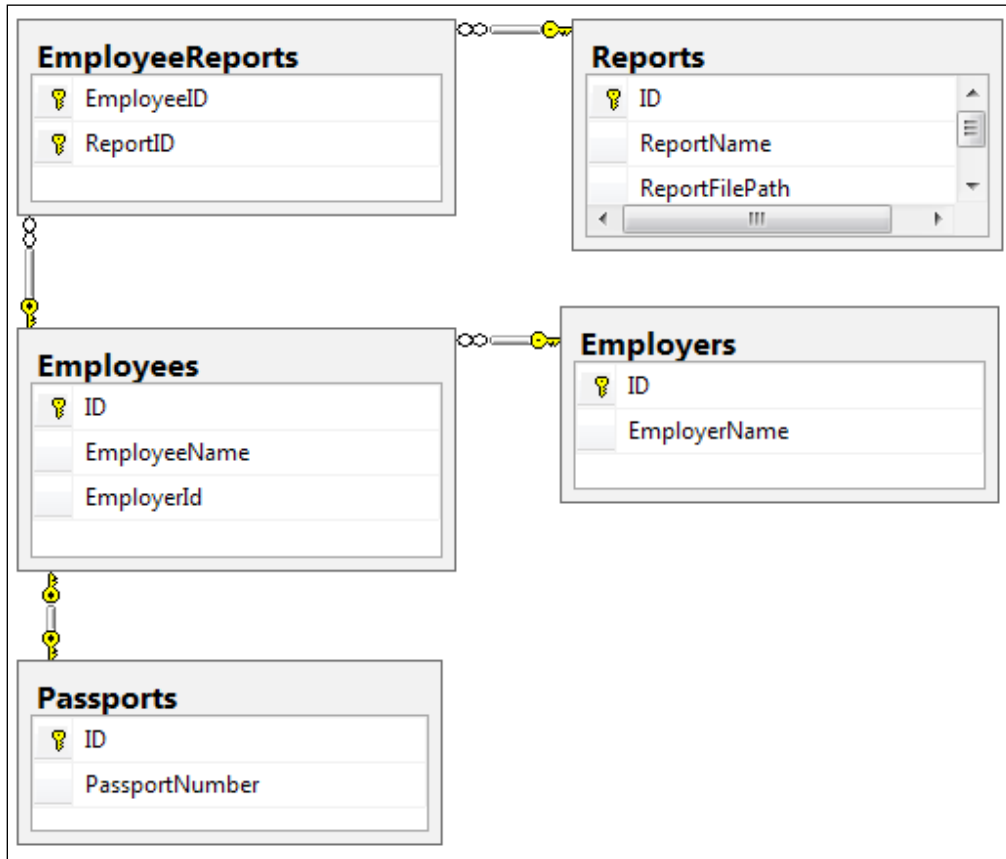 EmployeeReports
EmployeeID
ReportID
Reports
ID
ReportName
ReportFilePath
Employees
ID
EmployeeName
EmployerId
Employers
ID
EmployerName
Passports
ID
PassportNumber